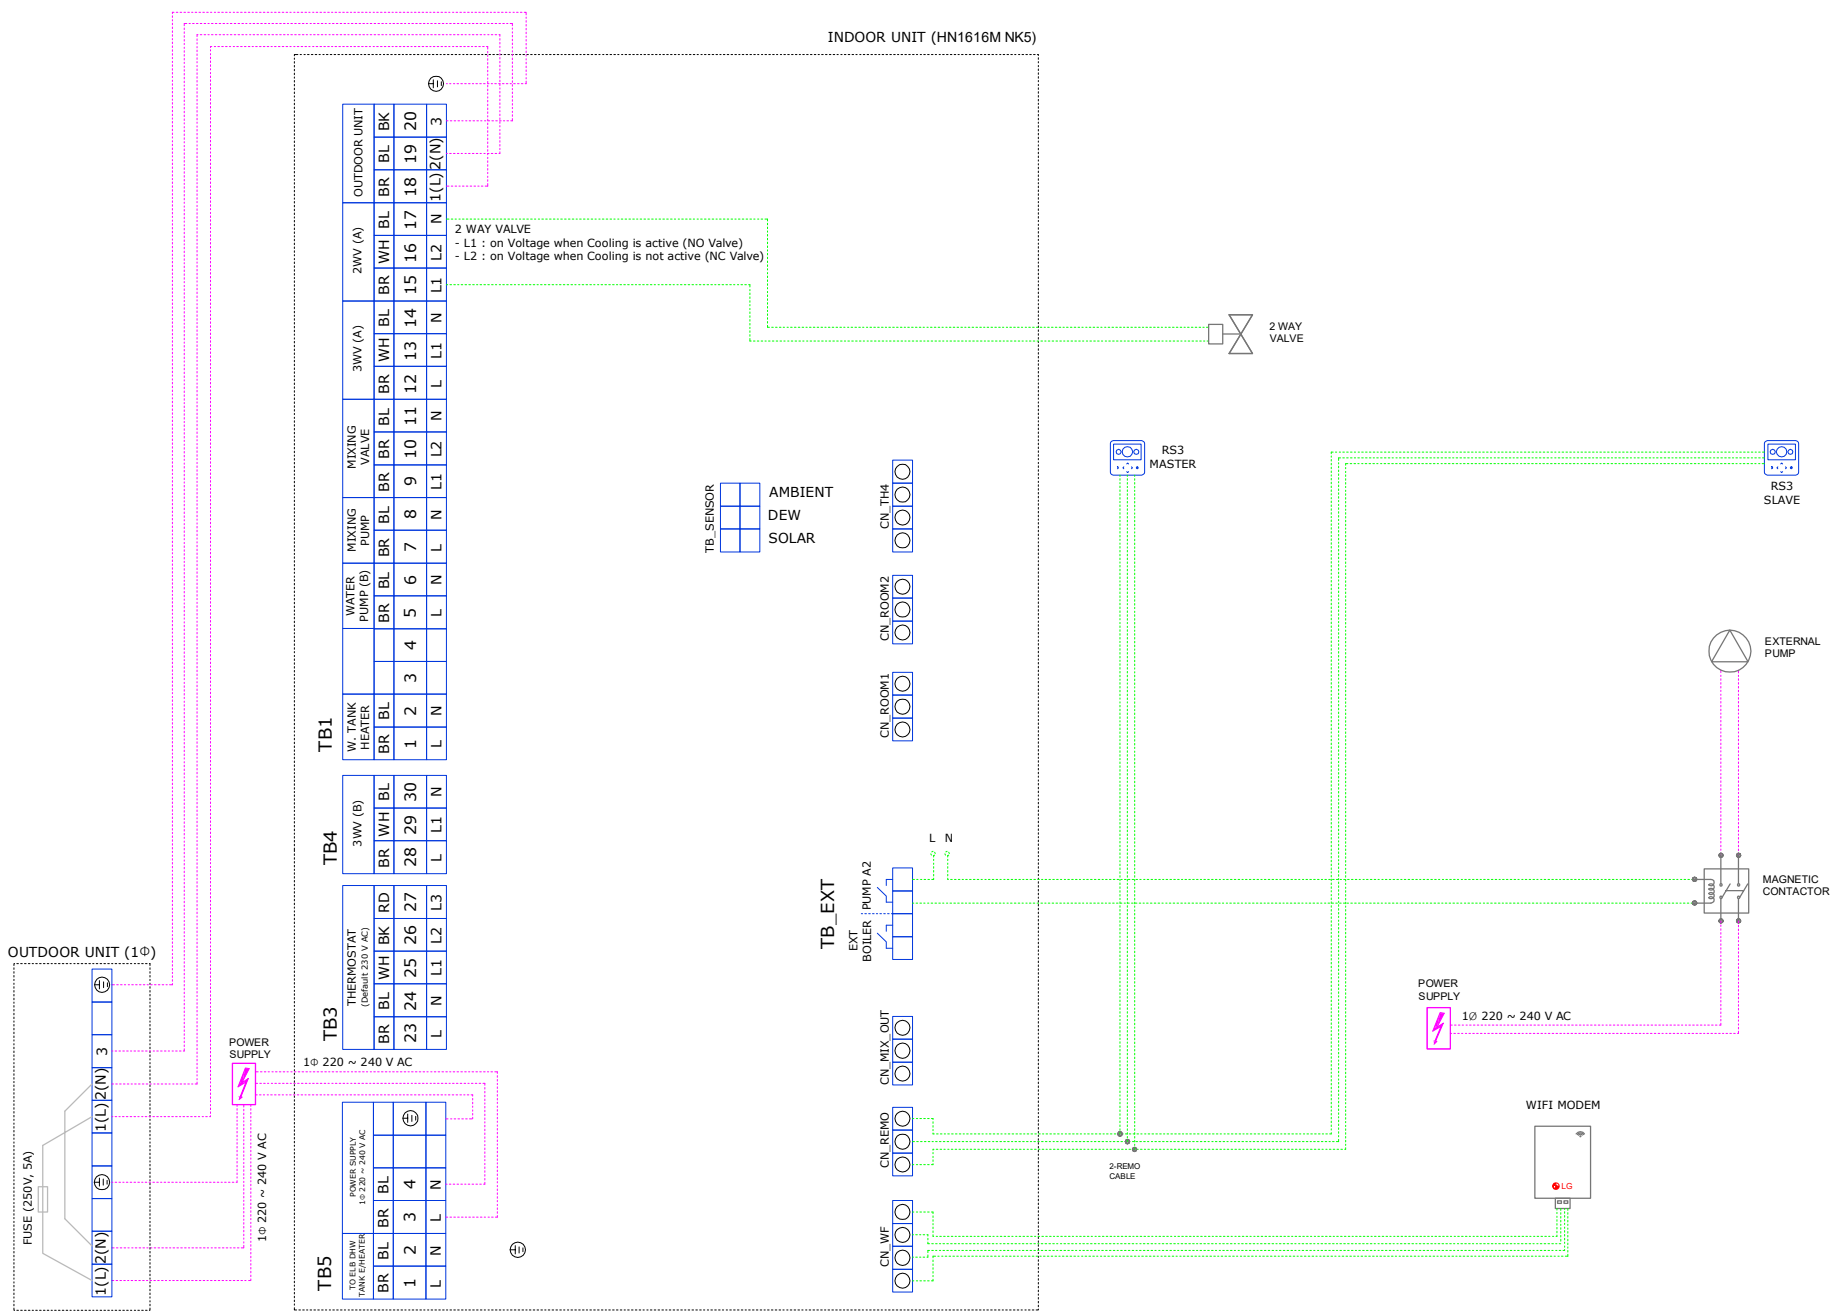 INDOOR UNIT (HN1616M NK5)
OUTDOOR UNIT
BK 20 3
BL 19 2(N)
BR 18 1(L)
2WV (A)
BL 17 N
WH 16 L2
BR 15 L1
2 WAY VALVE
- L1 : on Voltage when Cooling is active (NO Valve)
- L2 : on Voltage when Cooling is not active (NC Valve)
3WV (A)
BL 14 N
WH 13 L1
BR 12 L
MIXING
VALVE
BL 11 N
BR 10 L2
BR 9 L1
MIXING
PUMP
BL 8 N
BR 7 L
WATER
PUMP (B)
BL 6 N
BR 5 L
4
3
W. TANK
HEATER
BL 2 N
BR 1 L
TB1
3WV (B)
BL 30 N
WH 29 L1
BR 28 L
TB4
THERMOSTAT
(Default 230 V AC)
RD 27 L3
BK 26 L2
WH 25 L1
BL 24 N
BR 23 L
TB3
1Φ 220 ~ 240 V AC
POWER SUPPLY
1Φ 220 ~ 240 V AC
BL 4 N
BR 3 L
TO ELB DHW
TANK E/HEATER
BL 2 N
BR 1 L
TB5
OUTDOOR UNIT (1Φ)
3
2(N)
1(L)
2(N)
1(L)
FUSE (250V, 5A)
POWER
SUPPLY
1Φ 220 ~ 240 V AC
TB_SENSOR
AMBIENT
DEW
SOLAR
CN_TH4
CN_ROOM2
CN_ROOM1
L N
TB_EXT
PUMP A2
EXT
BOILER
CN_MIX_OUT
CN_REMO
CN_WF
2 WAY
VALVE
RS3
MASTER
RS3
SLAVE
EXTERNAL
PUMP
MAGNETIC
CONTACTOR
POWER
SUPPLY
1Ø 220 ~ 240 V AC
2-REMO
CABLE
WIFI MODEM
LG